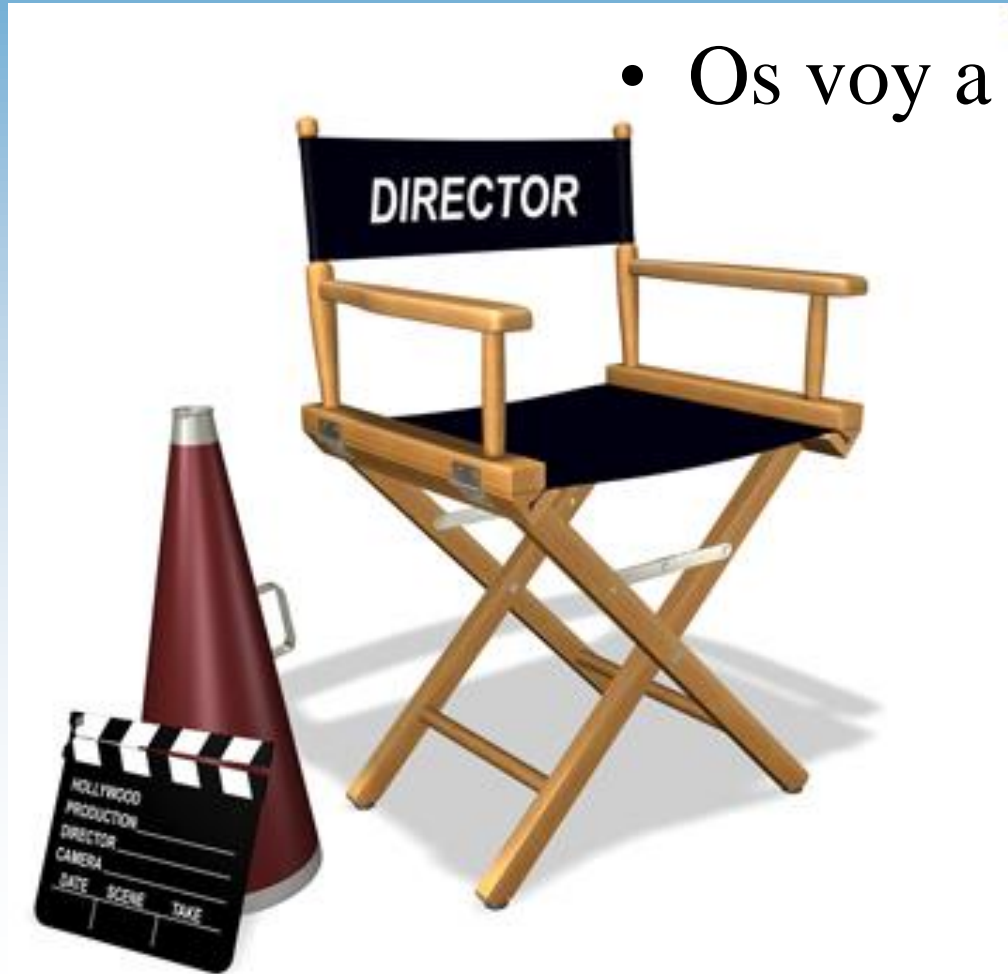 • Os voy a
DIRECTOR
HOLLYWOOD
PRODUCTION
DIRECTOR
CAMERA
DATE SCENE TAKE